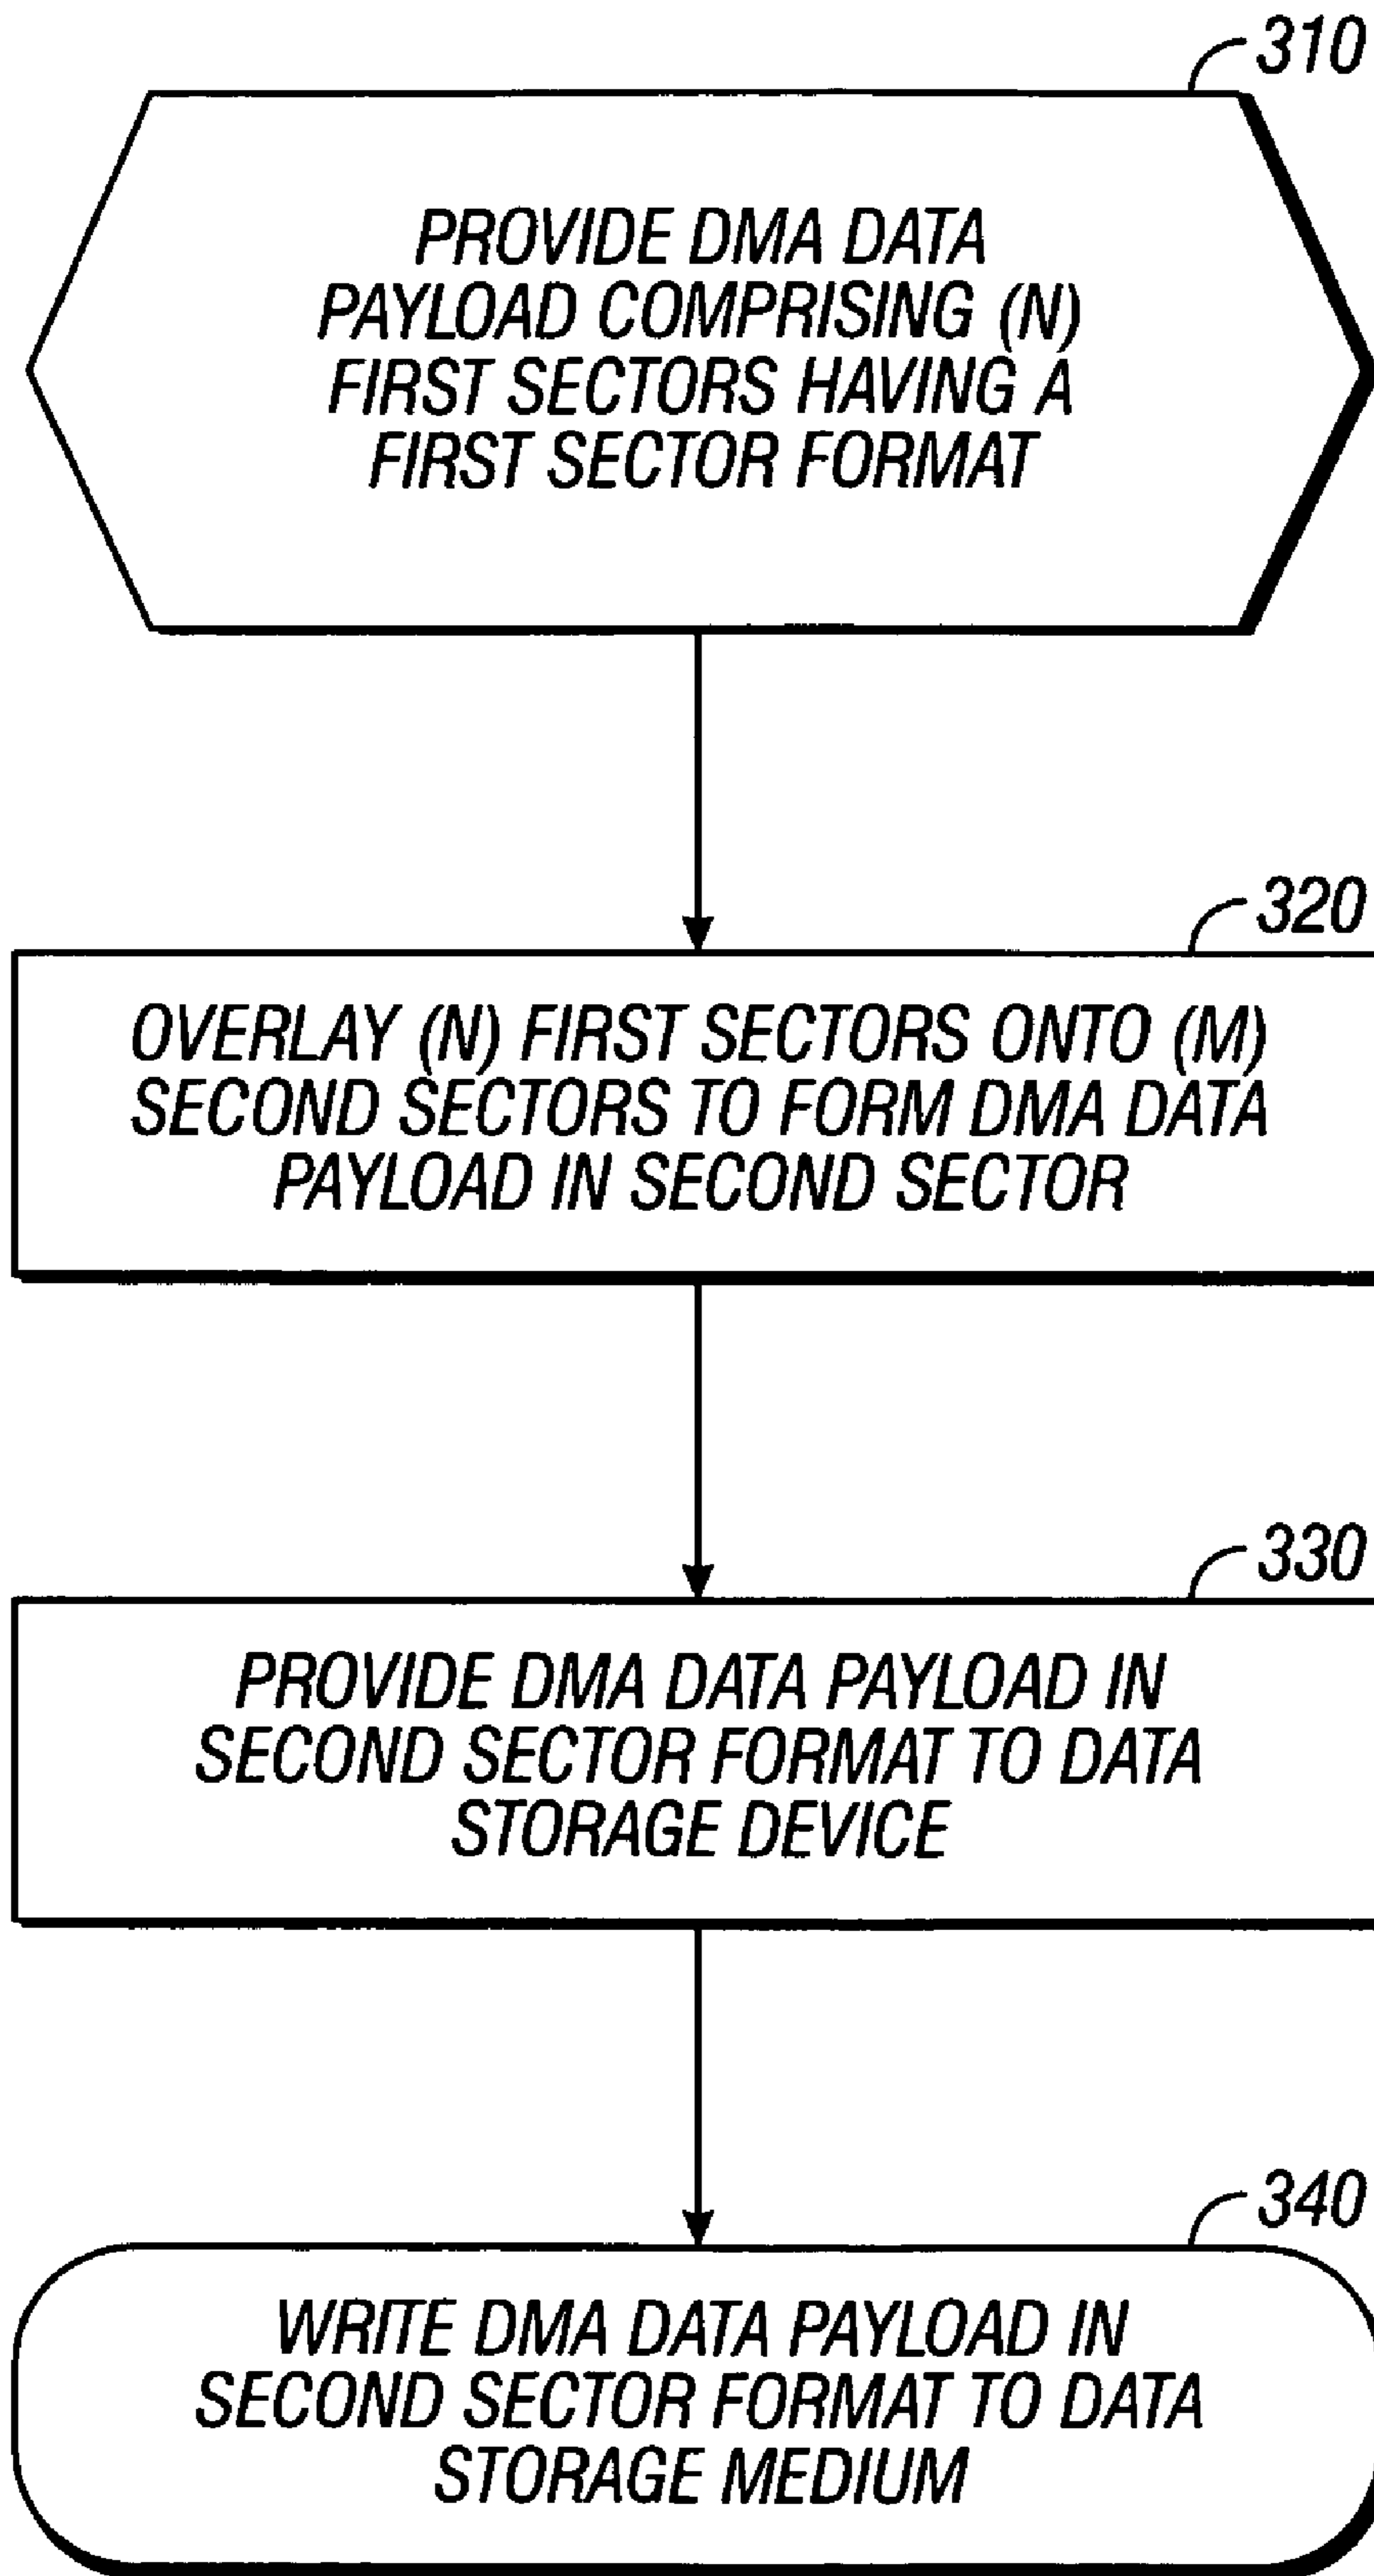 310
PROVIDE DMA DATA
PAYLOAD COMPRISING (N)
FIRST SECTORS HAVING A
FIRST SECTOR FORMAT
320
OVERLAY (N) FIRST SECTORS ONTO (M)
SECOND SECTORS TO FORM DMA DATA
PAYLOAD IN SECOND SECTOR
330
PROVIDE DMA DATA PAYLOAD IN
SECOND SECTOR FORMAT TO DATA
STORAGE DEVICE
340
WRITE DMA DATA PAYLOAD IN
SECOND SECTOR FORMAT TO DATA
STORAGE MEDIUM